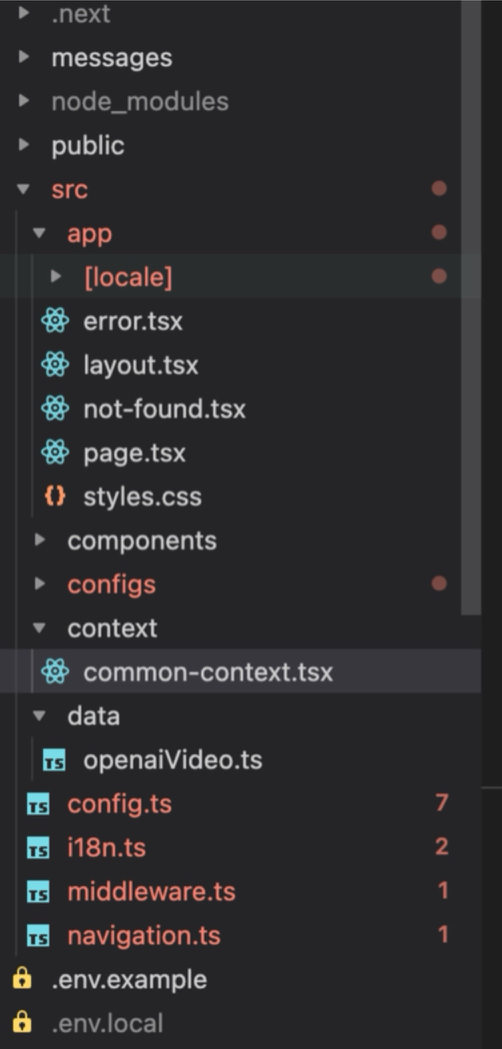 .next
messages
node_modules
public
src
app
[locale]
error.tsx
layout.tsx
not-found.tsx
page.tsx
{} styles.css
components
configs
context
common-context.tsx
data
TS openaiVideo.ts
TS config.ts 7
TS i18n.ts 2
TS middleware.ts 1
TS navigation.ts 1
.env.example
.env.local